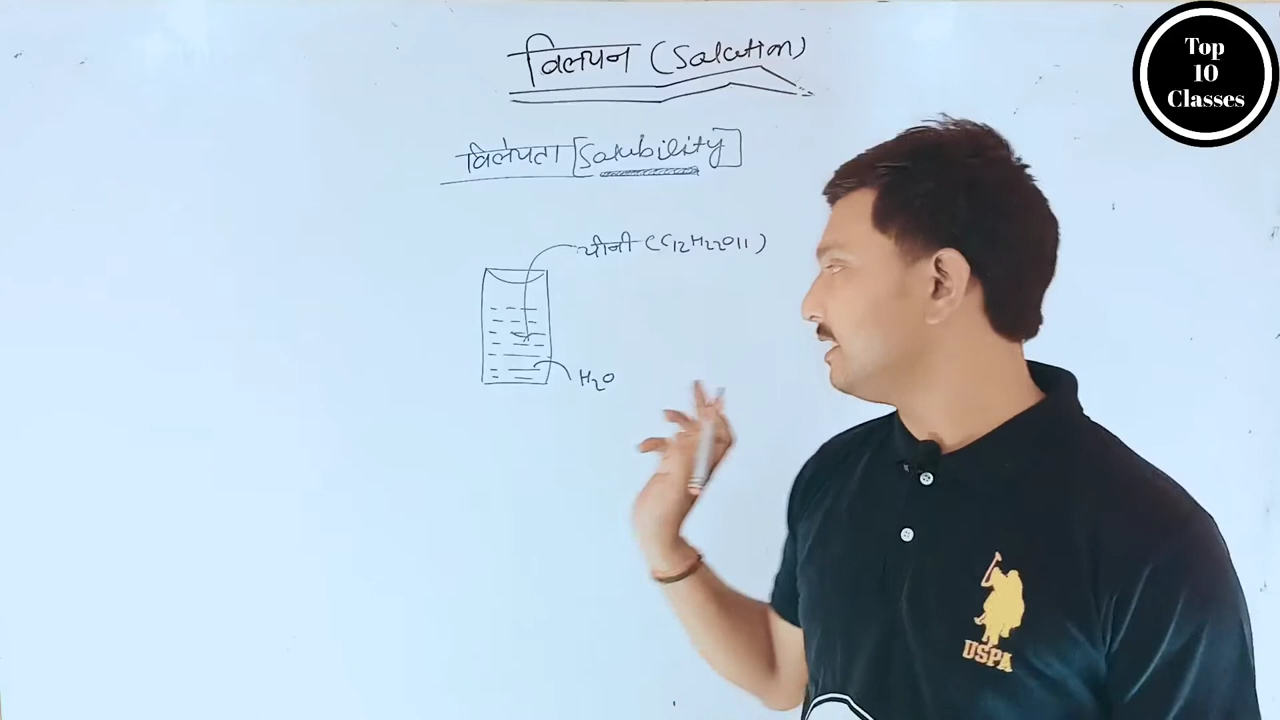 विलयन (Solution)
विलेयता [Solubility]
चीनी (C12H22O11)
H2O
Top
10
Classes
USPA